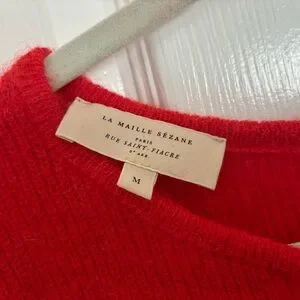 LA MAILLE SÉZANE
PARIS
RUE SAINT-FIACRE
M